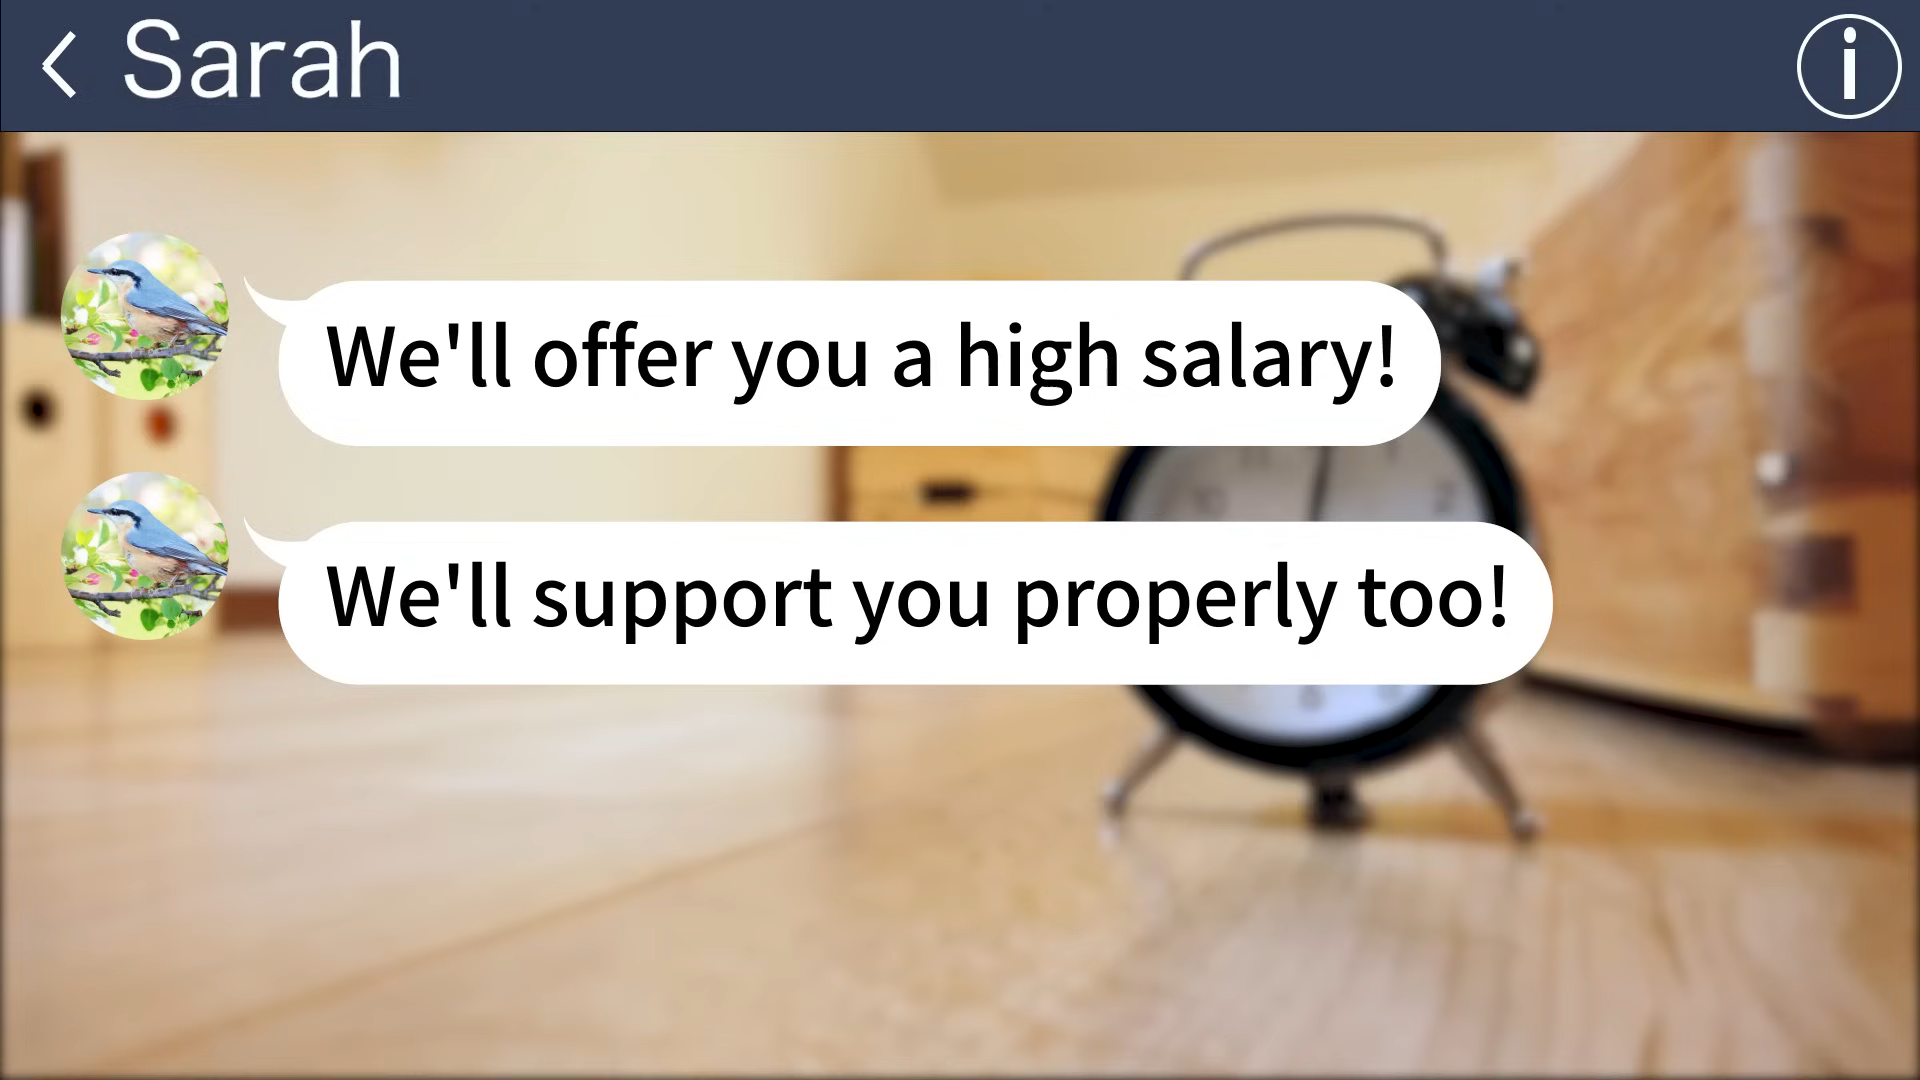 Sarah
We'll offer you a high salary!
We'll support you properly too!